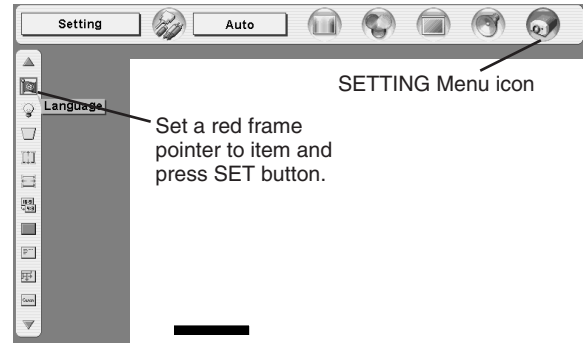 Setting
Auto
SETTING Menu icon
Language
Set a red frame
pointer to item and
press SET button.